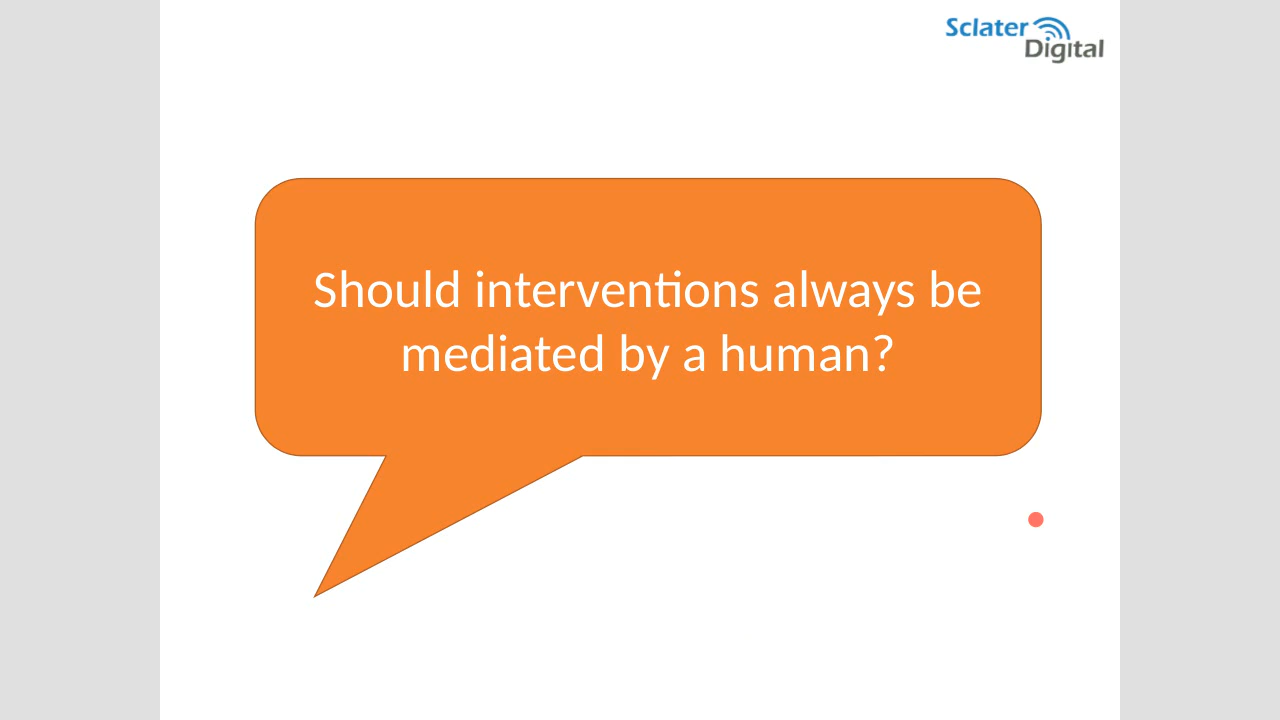 Sclater
Digital
Should interventions always be
mediated by a human?